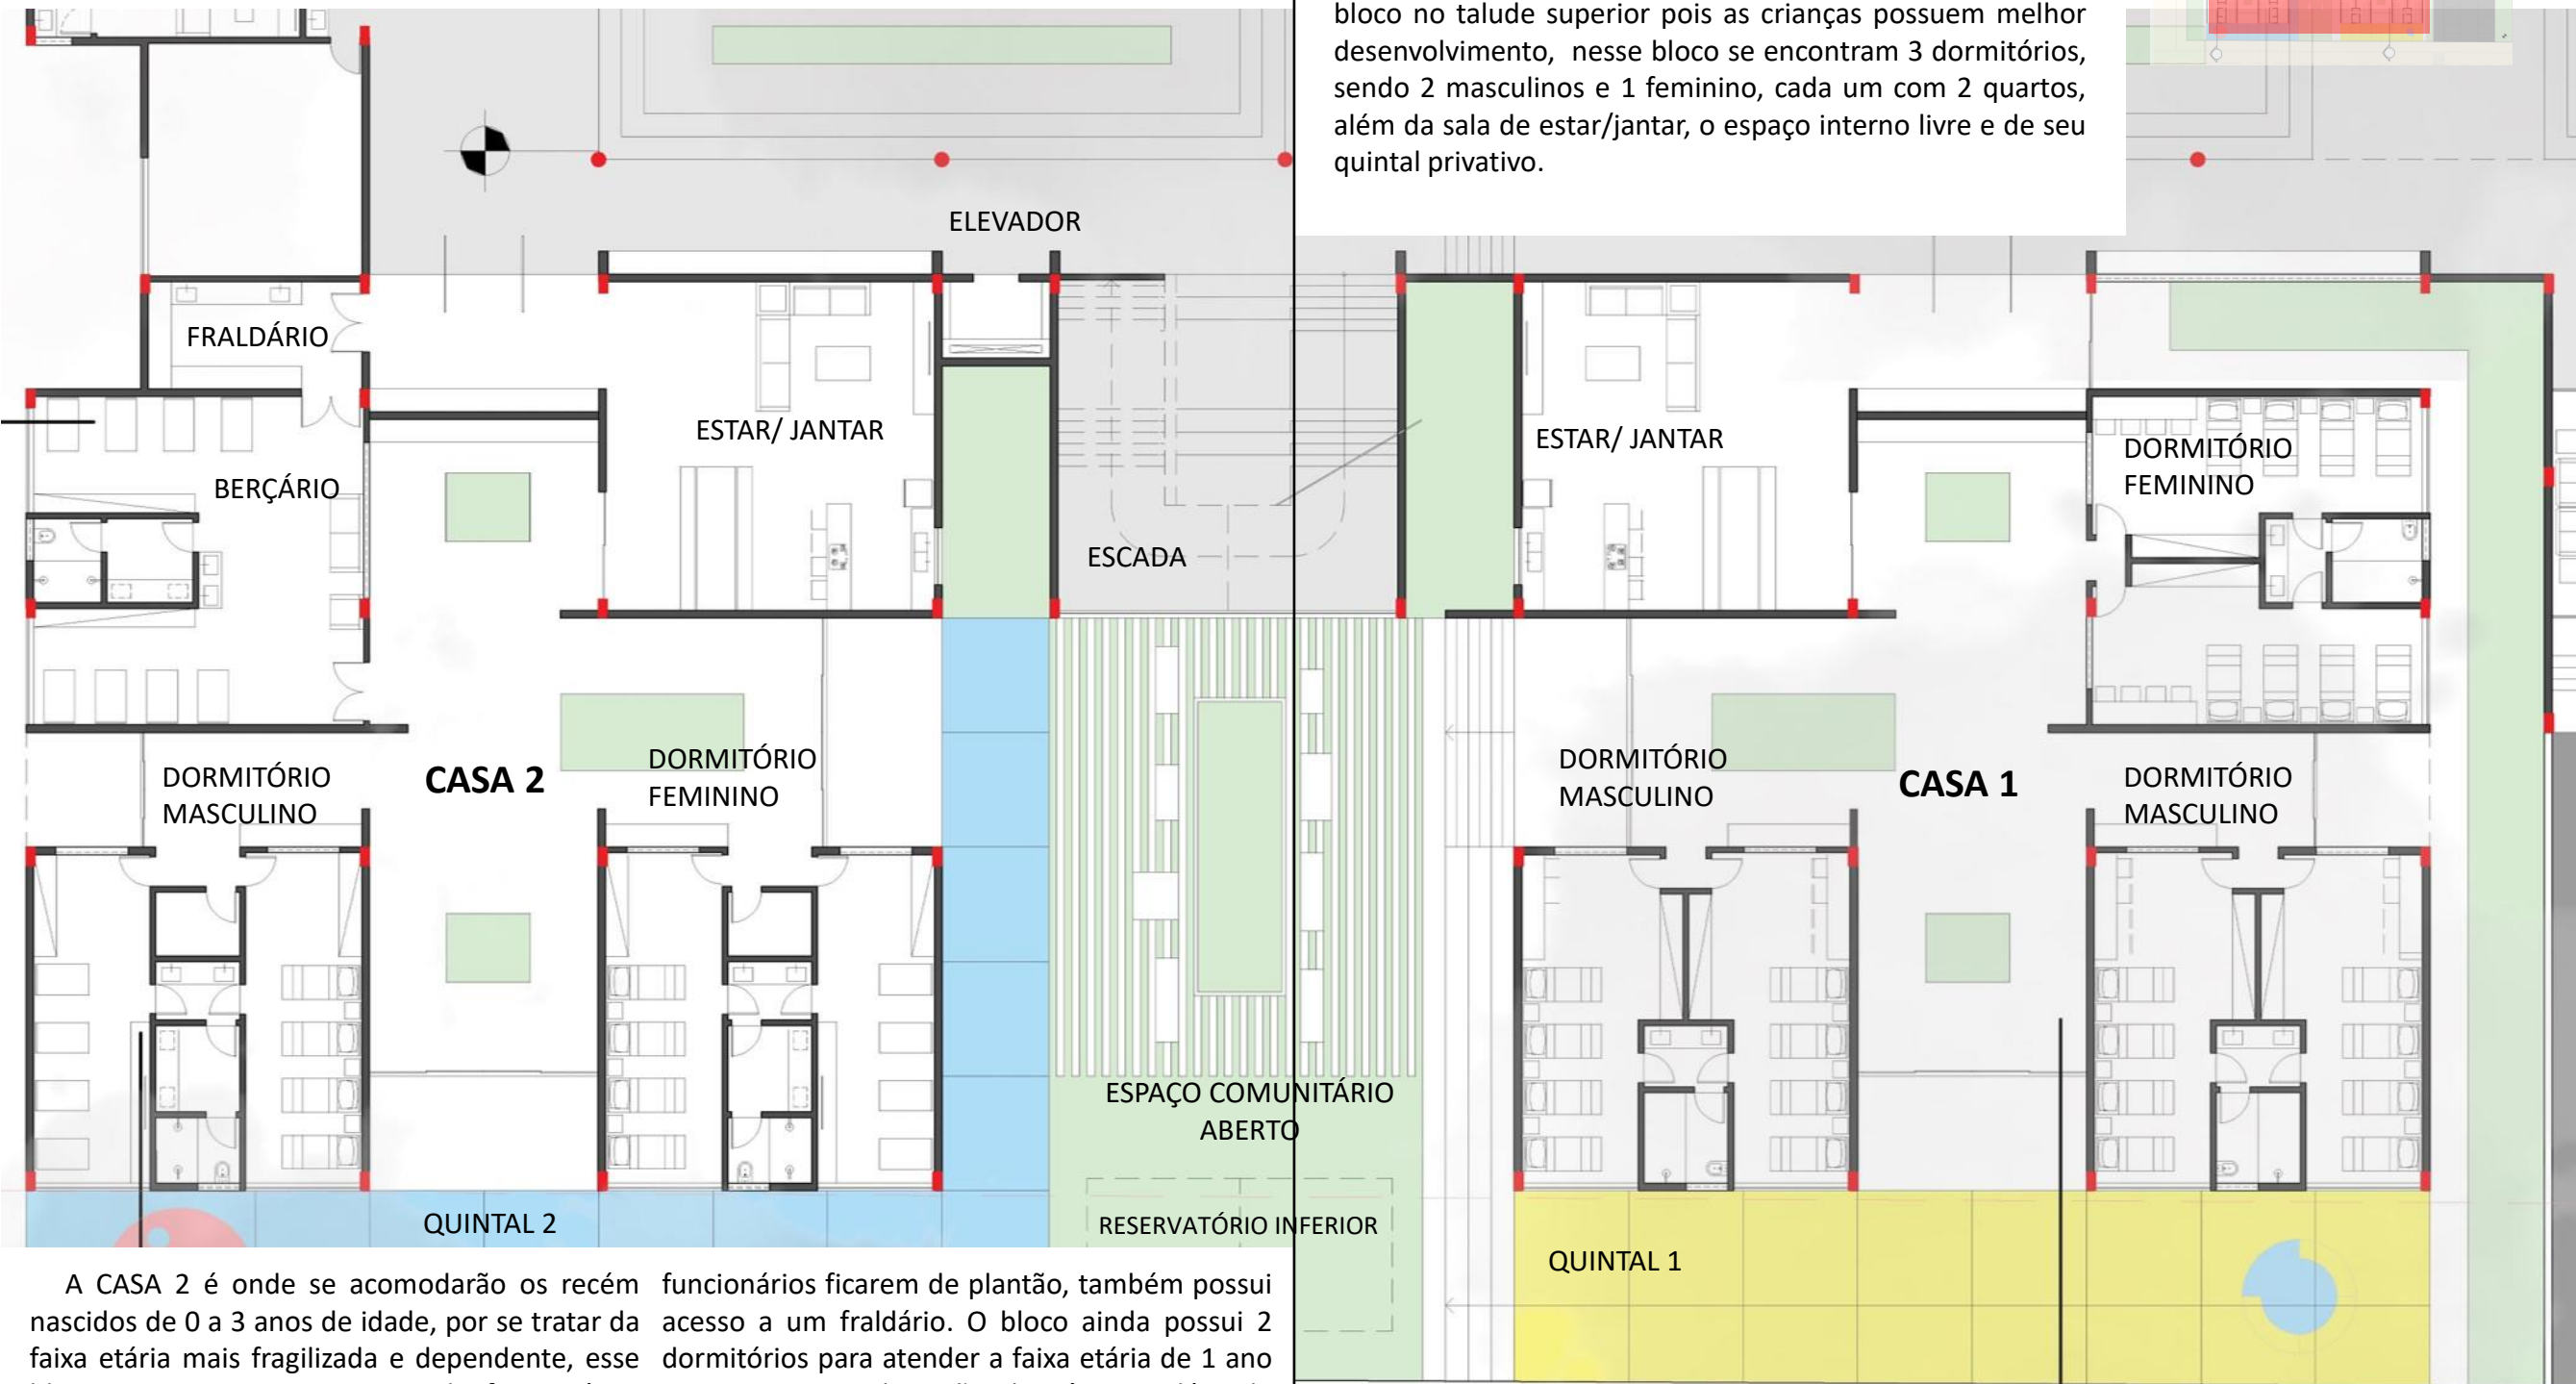 bloco no talude superior pois as crianças possuem melhor
desenvolvimento, nesse bloco se encontram 3 dormitórios,
sendo 2 masculinos e 1 feminino, cada um com 2 quartos,
além da sala de estar/jantar, o espaço interno livre e de seu
quintal privativo.
ELEVADOR
FRALDÁRIO
ESTAR/ JANTAR
BERÇÁRIO
ESCADA
ESTAR/ JANTAR
DORMITÓRIO
FEMININO
DORMITÓRIO
MASCULINO
CASA 2
DORMITÓRIO
FEMININO
DORMITÓRIO
MASCULINO
CASA 1
DORMITÓRIO
MASCULINO
ESPAÇO COMUNITÁRIO
ABERTO
QUINTAL 2
RESERVATÓRIO INFERIOR
QUINTAL 1
A CASA 2 é onde se acomodarão os recém
nascidos de 0 a 3 anos de idade, por se tratar da
faixa etária mais fragilizada e dependente, esse
funcionários ficarem de plantão, também possui
acesso a um fraldário. O bloco ainda possui 2
dormitórios para atender a faixa etária de 1 ano